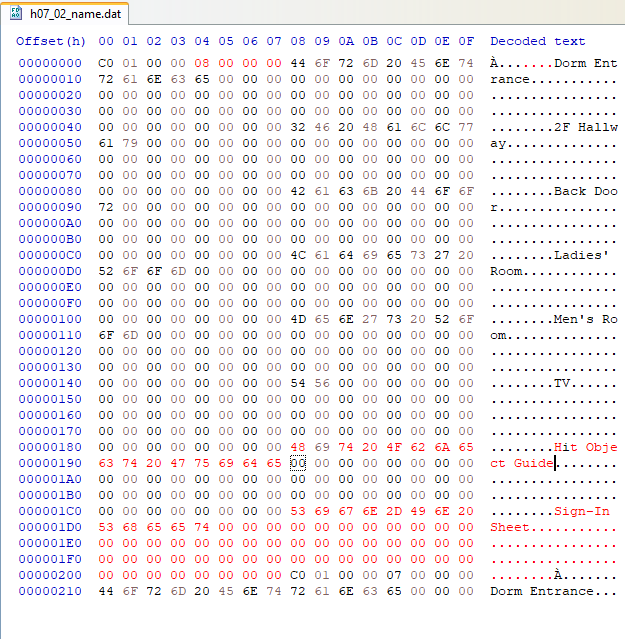 h07_02_name.dat
Offset(h) 00 01 02 03 04 05 06 07 08 09 0A 0B 0C 0D 0E 0F Decoded text
00000000 C0 01 00 00 08 00 00 00 44 6F 72 6D 20 45 6E 74 À.......Dorm Ent
00000010 72 61 6E 63 65 00 00 00 00 00 00 00 00 00 00 00 rance...........
00000020 00 00 00 00 00 00 00 00 00 00 00 00 00 00 00 00 ................
00000030 00 00 00 00 00 00 00 00 00 00 00 00 00 00 00 00 ................
00000040 00 00 00 00 00 00 00 00 32 46 20 48 61 6C 6C 77 ........2F Hallw
00000050 61 79 00 00 00 00 00 00 00 00 00 00 00 00 00 00 ay..............
00000060 00 00 00 00 00 00 00 00 00 00 00 00 00 00 00 00 ................
00000070 00 00 00 00 00 00 00 00 00 00 00 00 00 00 00 00 ................
00000080 00 00 00 00 00 00 00 00 42 61 63 6B 20 44 6F 6F ........Back Doo
00000090 72 00 00 00 00 00 00 00 00 00 00 00 00 00 00 00 r...............
000000A0 00 00 00 00 00 00 00 00 00 00 00 00 00 00 00 00 ................
000000B0 00 00 00 00 00 00 00 00 00 00 00 00 00 00 00 00 ................
000000C0 00 00 00 00 00 00 00 00 4C 61 64 69 65 73 27 20 ........Ladies' 
000000D0 52 6F 6F 6D 00 00 00 00 00 00 00 00 00 00 00 00 Room............
000000E0 00 00 00 00 00 00 00 00 00 00 00 00 00 00 00 00 ................
000000F0 00 00 00 00 00 00 00 00 00 00 00 00 00 00 00 00 ................
00000100 00 00 00 00 00 00 00 00 4D 65 6E 27 73 20 52 6F ........Men's Ro
00000110 6F 6D 00 00 00 00 00 00 00 00 00 00 00 00 00 00 om..............
00000120 00 00 00 00 00 00 00 00 00 00 00 00 00 00 00 00 ................
00000130 00 00 00 00 00 00 00 00 00 00 00 00 00 00 00 00 ................
00000140 00 00 00 00 00 00 00 00 54 56 00 00 00 00 00 00 ........TV......
00000150 00 00 00 00 00 00 00 00 00 00 00 00 00 00 00 00 ................
00000160 00 00 00 00 00 00 00 00 00 00 00 00 00 00 00 00 ................
00000170 00 00 00 00 00 00 00 00 00 00 00 00 00 00 00 00 ................
00000180 00 00 00 00 00 00 00 00 48 69 74 20 4F 62 6A 65 ........Hit Obje
00000190 63 74 20 47 75 69 64 65 00 00 00 00 00 00 00 00 ct Guide........
000001A0 00 00 00 00 00 00 00 00 00 00 00 00 00 00 00 00 ................
000001B0 00 00 00 00 00 00 00 00 00 00 00 00 00 00 00 00 ................
000001C0 00 00 00 00 00 00 00 00 53 69 67 6E 2D 49 6E 20 ........Sign-In 
000001D0 53 68 65 65 74 00 00 00 00 00 00 00 00 00 00 00 Sheet...........
000001E0 00 00 00 00 00 00 00 00 00 00 00 00 00 00 00 00 ................
000001F0 00 00 00 00 00 00 00 00 00 00 00 00 00 00 00 00 ................
00000200 00 00 00 00 00 00 00 00 C0 01 00 00 07 00 00 00 ........À.......
00000210 44 6F 72 6D 20 45 6E 74 72 61 6E 63 65 00 00 00 Dorm Entrance...